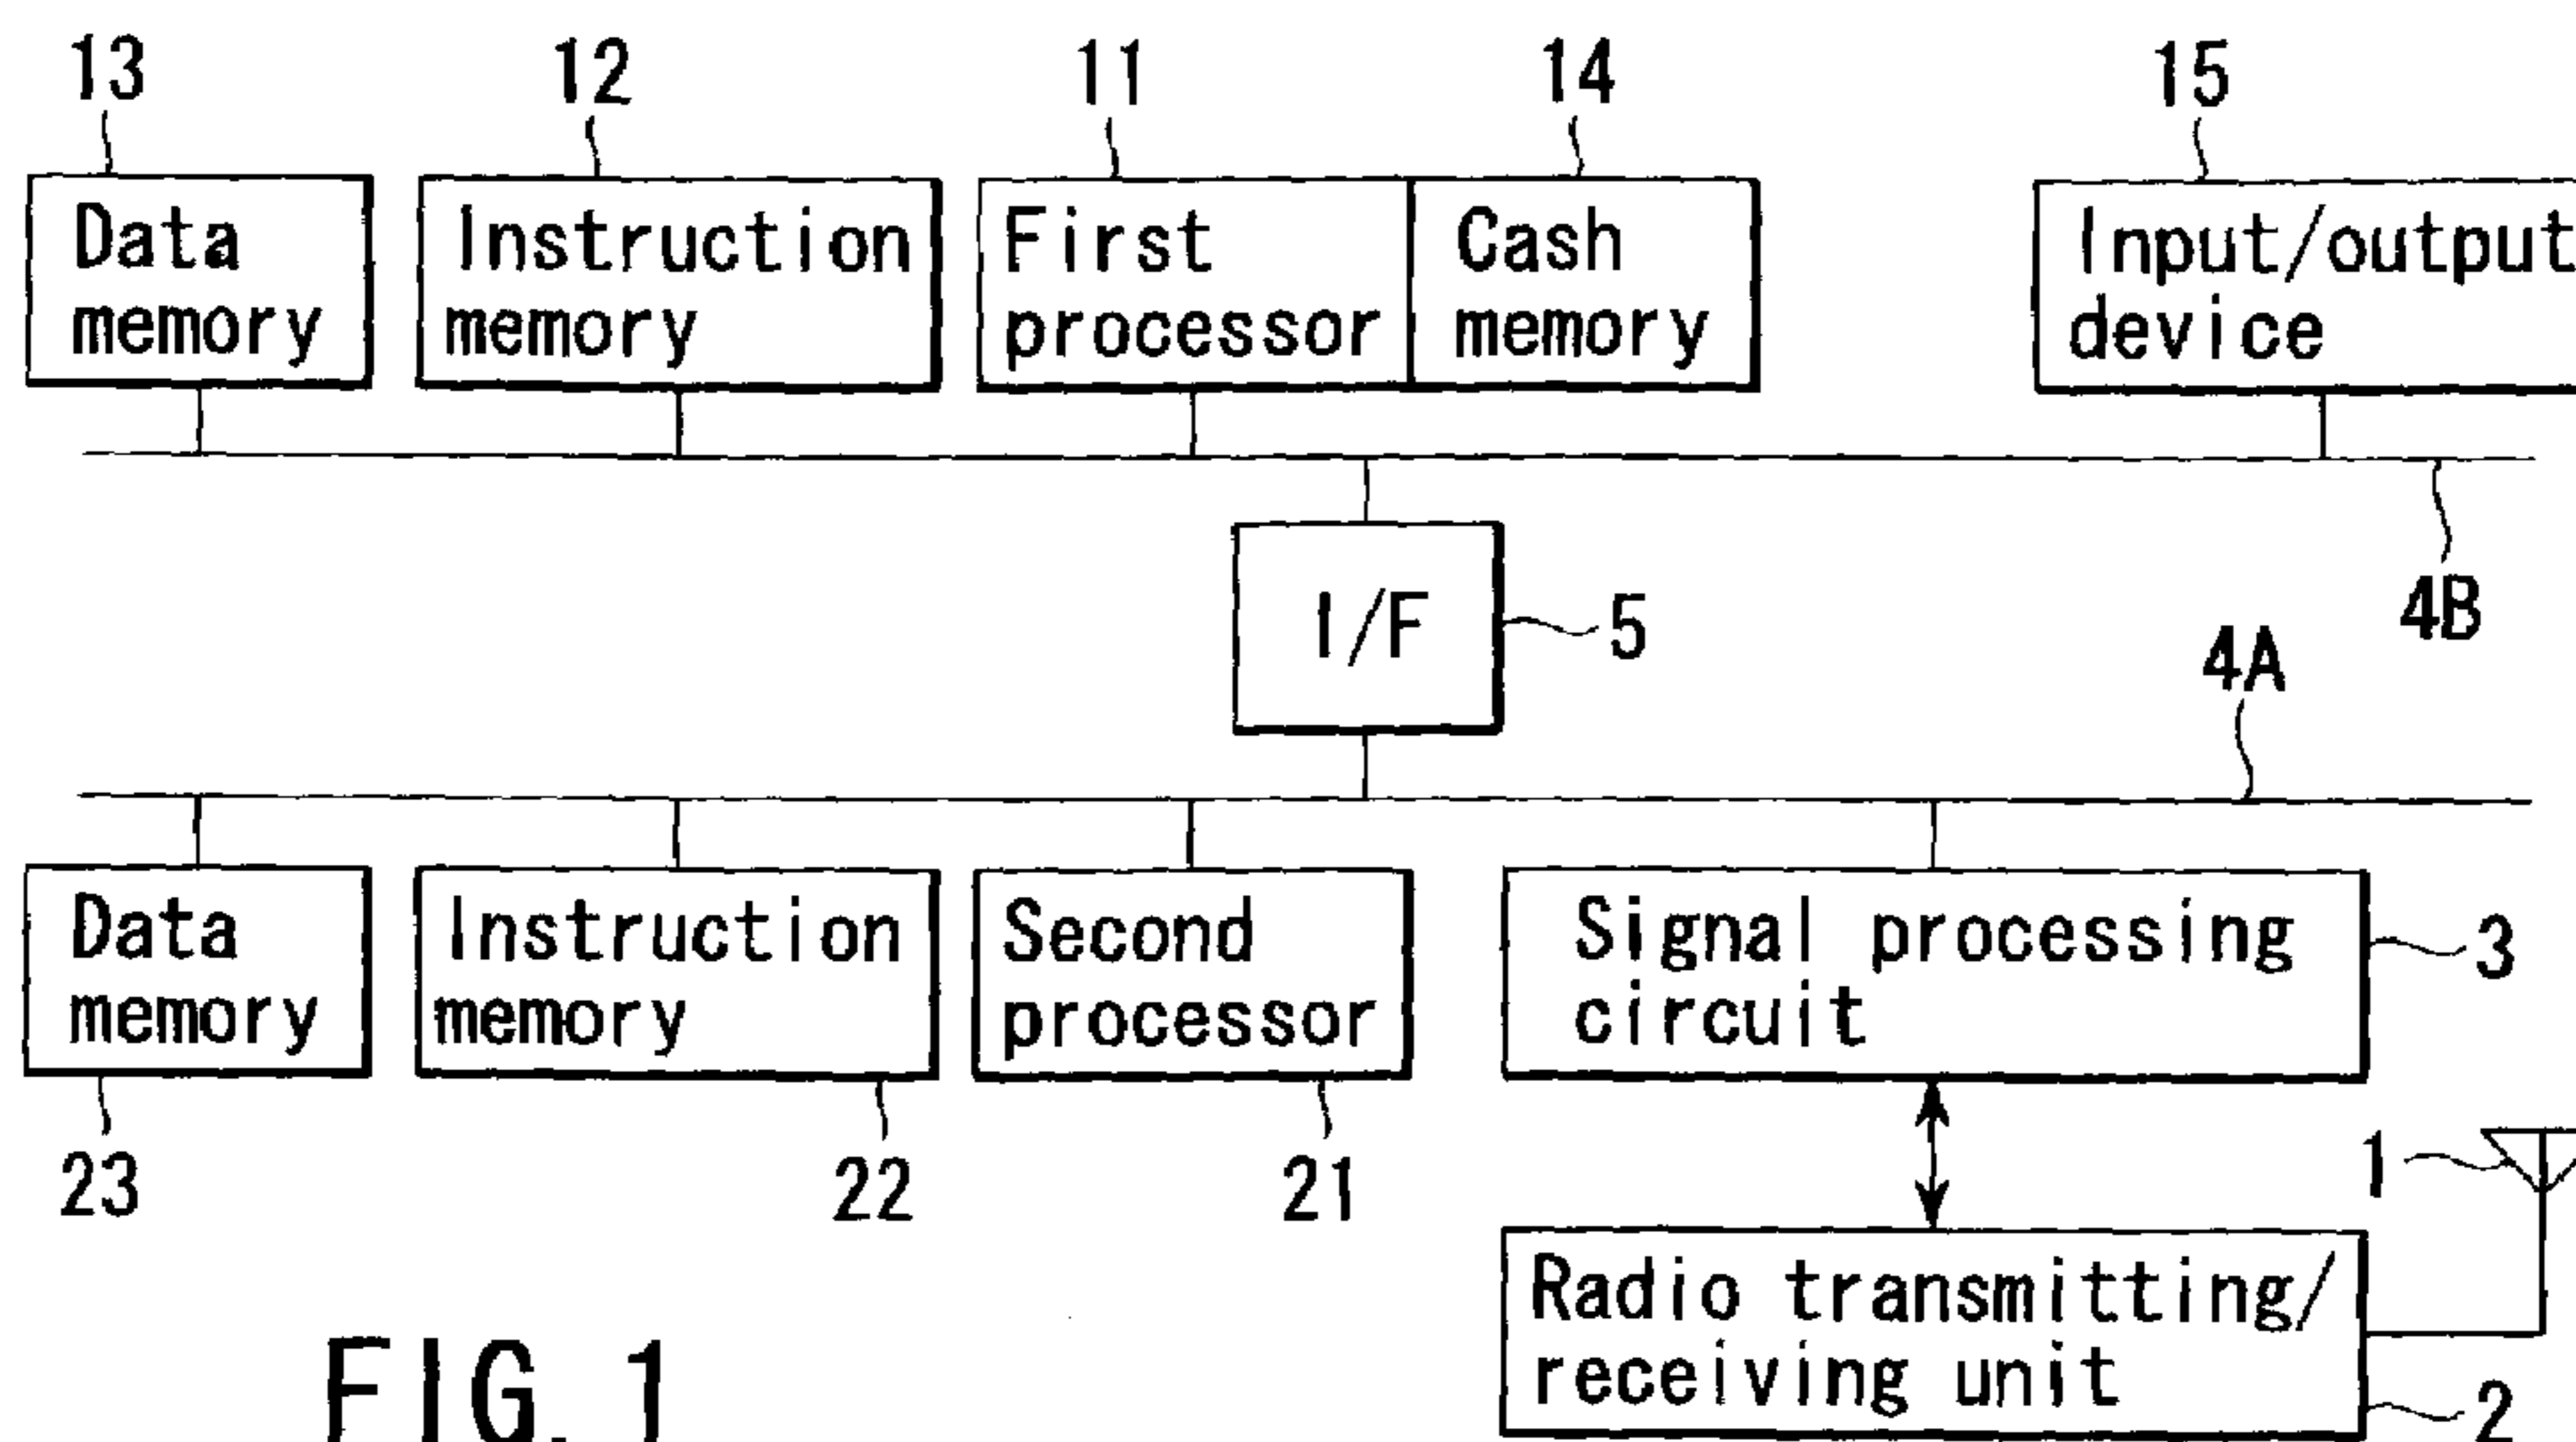 13 12 11 14 15
Data Instruction First Cash Input/output
memory memory processor memory device
I/F 5 4B
4A
Data Instruction Second Signal processing 3
memory memory processor circuit
23 22 21 1
Radio transmitting/
receiving unit 2
FIG. 1